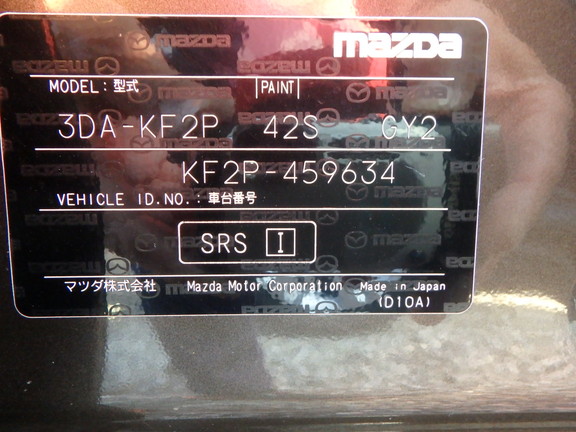 mazda
MODEL : 型式 PAINT
3DA-KF2P 42S GY2
KF2P-459634
VEHICLE ID.NO. : 車台番号
SRS I
マツダ株式会社 Mazda Motor Corporation Made in Japan
(D10A)